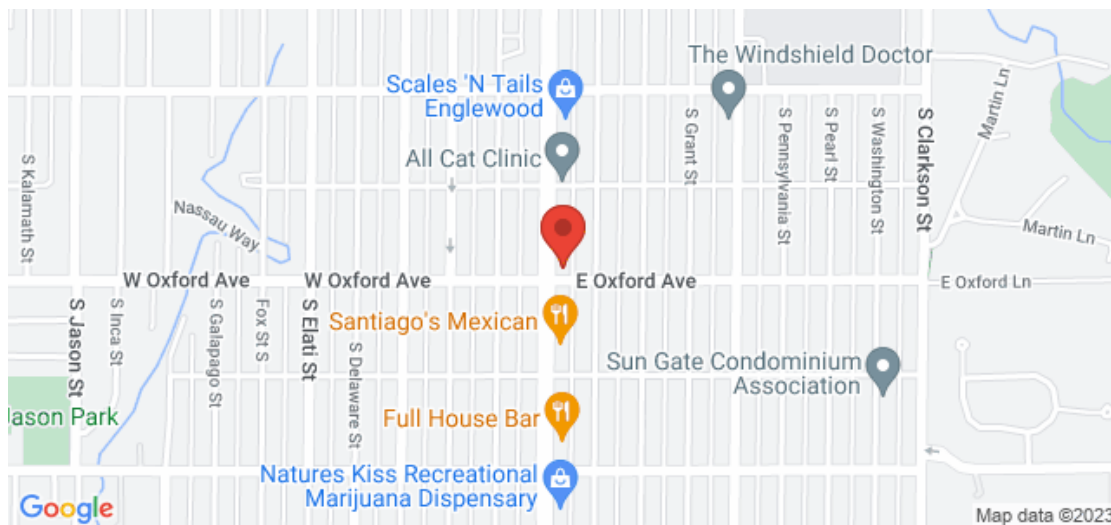 The Windshield Doctor
Scales 'N Tails
Englewood
All Cat Clinic
S Grant St
S Pennsylvania St
S Pearl St
S Washington St
S Clarkson St
Martin Ln
S Kalamath St
Nassau Way
Martin Ln
W Oxford Ave
W Oxford Ave
E Oxford Ave
E Oxford Ln
S Jason St
S Inca St
S Galapago St
Fox St S
S Elati St
S Delaware St
Santiago's Mexican
Sun Gate Condominium
Association
Jason Park
Full House Bar
Natures Kiss Recreational
Marijuana Dispensary
Google
Map data ©2023